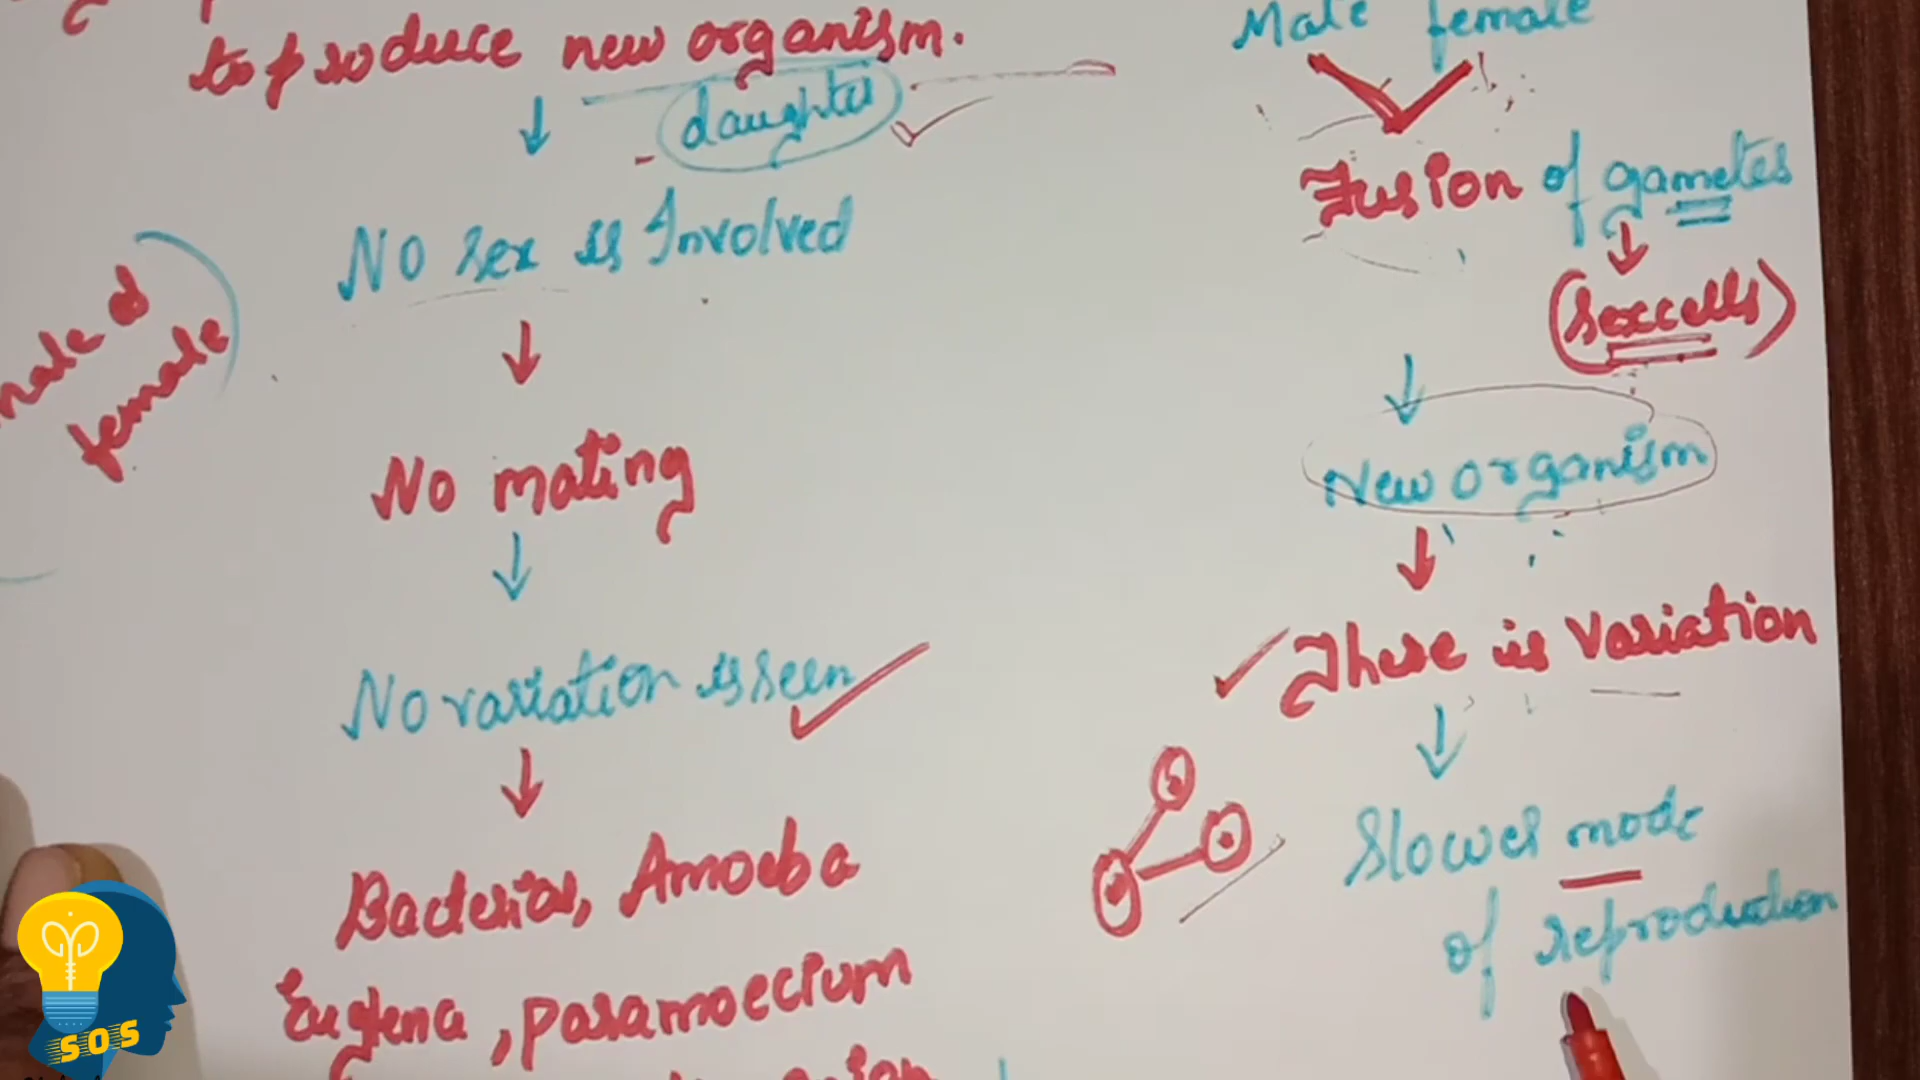 to produce new organism.
daughter
No sex is Involved
male &
female
No mating
No variation is seen
Bacterias, Amoeba
Euglena, paramoecium
Male female
Fusion of gametes
(sexcells)
New organism
There is variation
Slower mode
of reproduction
SOS